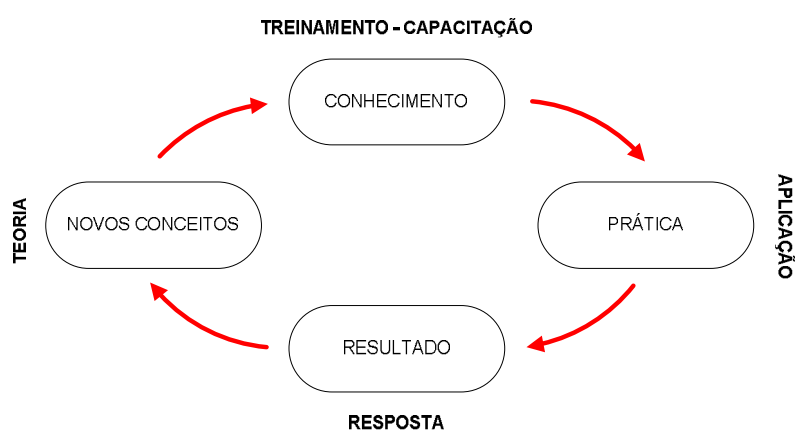 TREINAMENTO - CAPACITAÇÃO
CONHECIMENTO
TEORIA
NOVOS CONCEITOS
PRÁTICA
APLICAÇÃO
RESULTADO
RESPOSTA